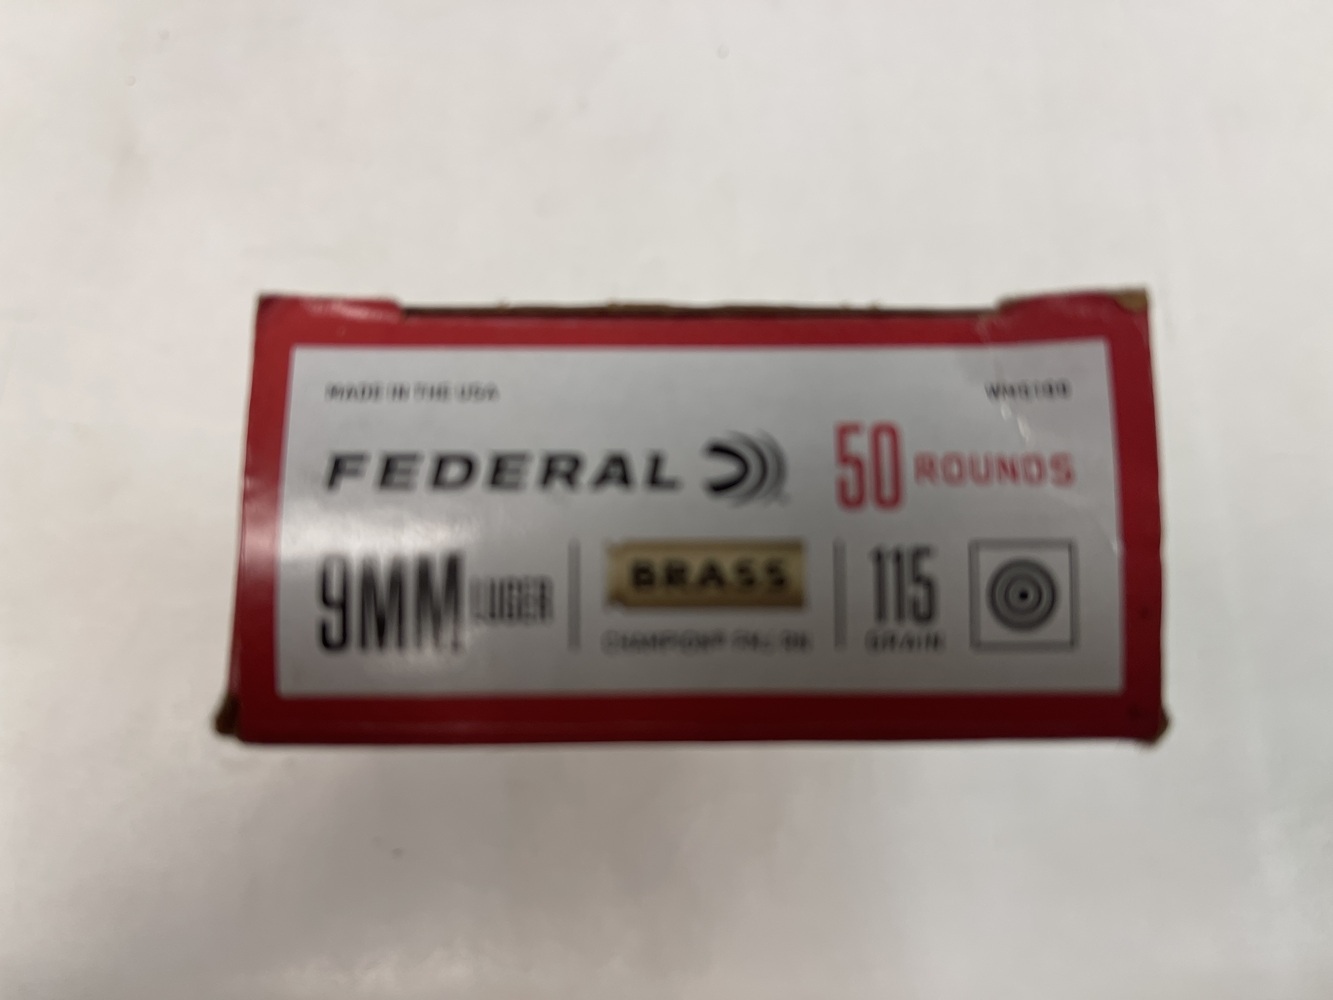 MADE IN THE USA
FEDERAL
50 ROUNDS
9MM LUGER
BRASS
115
GRAIN